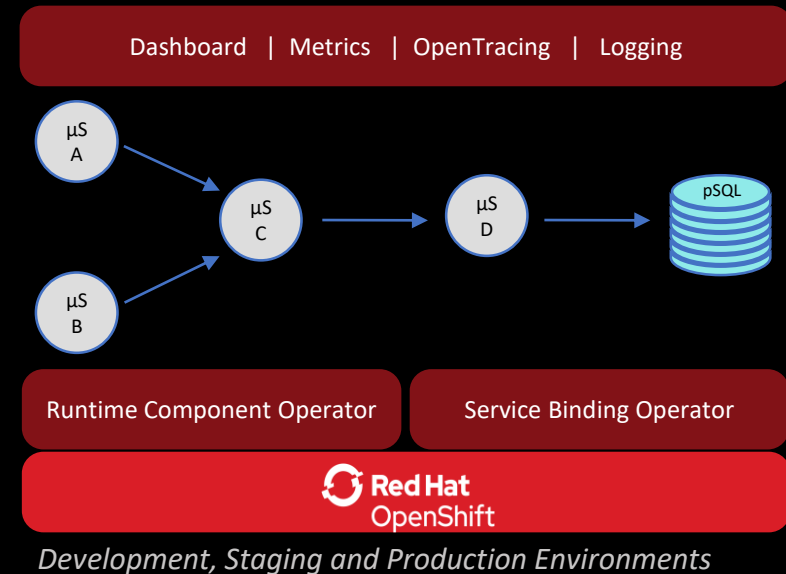 Dashboard | Metrics | OpenTracing | Logging
µS
A
µS
B
µS
C
µS
D
pSQL
Runtime Component Operator
Service Binding Operator
Red Hat
OpenShift
Development, Staging and Production Environments